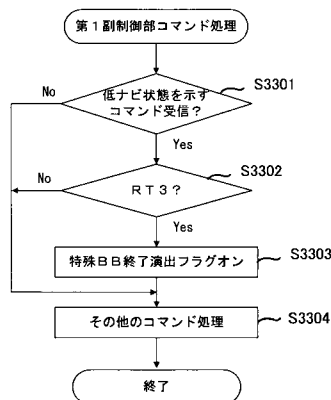 第１副制御部コマンド処理
S3301
No
低ナビ状態を示す
コマンド受信？
Yes
S3302
No
ＲＴ３？
Yes
S3303
特殊ＢＢ終了演出フラグオン
S3304
その他のコマンド処理
終了